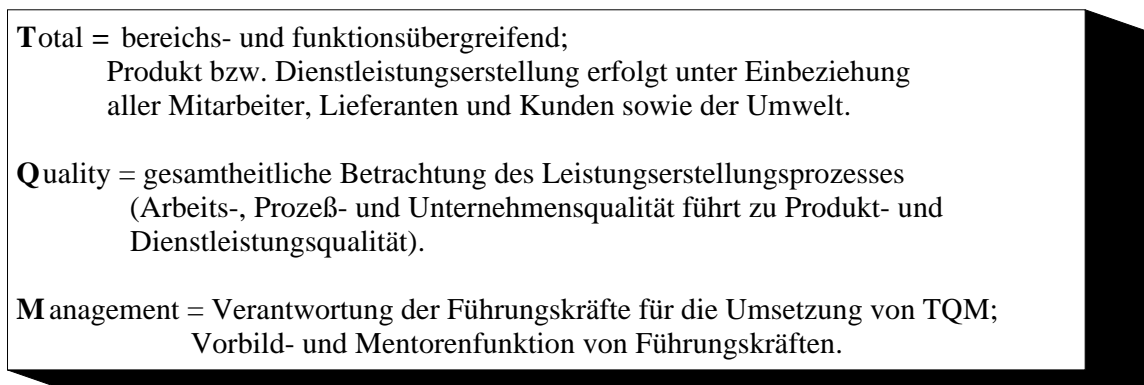 Total = bereichs- und funktionsübergreifend;
Produkt bzw. Dienstleistungserstellung erfolgt unter Einbeziehung
aller Mitarbeiter, Lieferanten und Kunden sowie der Umwelt.
Quality = gesamtheitliche Betrachtung des Leistungserstellungsprozesses
(Arbeits-, Prozeß- und Unternehmensqualität führt zu Produkt- und
Dienstleistungsqualität).
Management = Verantwortung der Führungskräfte für die Umsetzung von TQM;
Vorbild- und Mentorenfunktion von Führungskräften.